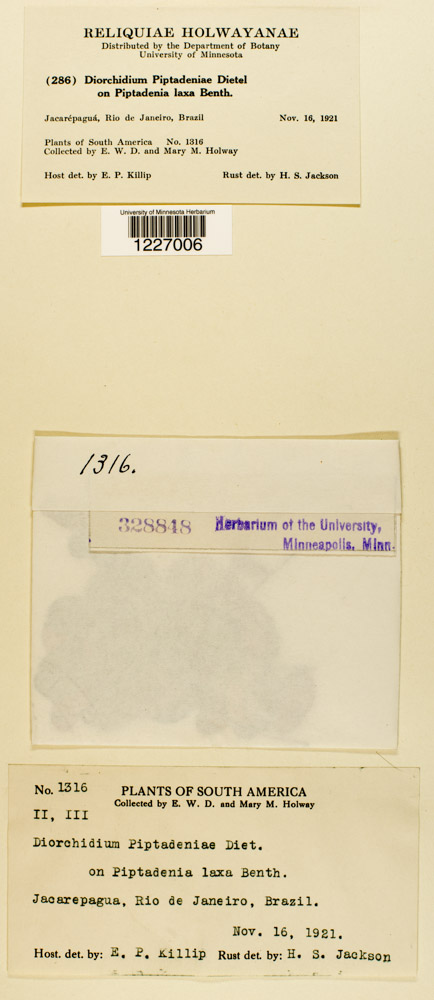 RELIQUIAE HOLWAYANAE
Distributed by the Department of Botany
University of Minnesota
(286) Diorchidium Piptadeniae Dietel
on Piptadenia laxa Benth.
Jacarépaguá, Rio de Janeiro, Brazil Nov. 16, 1921
Plants of South America No. 1316
Collected by E. W. D. and Mary M. Holway
Host det. by E. P. Killip Rust det. by H. S. Jackson
University of Minnesota Herbarium
1227006
1316.
328848 Herbarium of the University,
Minneapolis, Minn.
No. 1316 PLANTS OF SOUTH AMERICA
Collected by E. W. D. and Mary M. Holway
II, III
Diorchidium Piptadeniae Diet.
on Piptadenia laxa Benth.
Jacarepagua, Rio de Janeiro, Brazil.
Nov. 16, 1921.
Host. det. by: E. P. Killip Rust det. by: H. S. Jackson